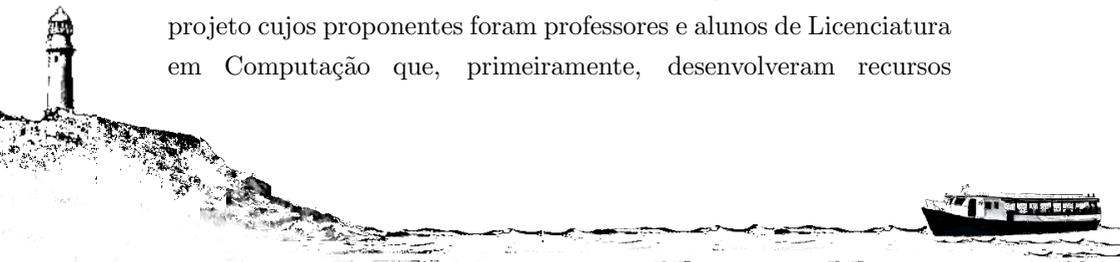 projeto cujos proponentes foram professores e alunos de Licenciatura
em Computação que, primeiramente, desenvolveram recursos